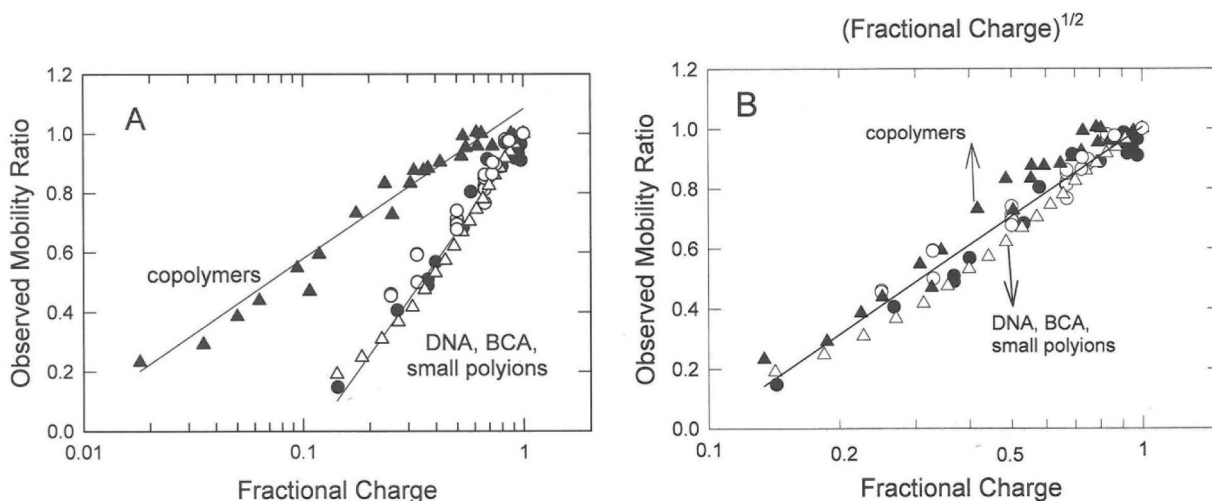 A
Observed Mobility Ratio
1.2
1.0
0.8
0.6
0.4
0.2
0.0
copolymers
DNA, BCA,
small polyions
0.01
0.1
1
Fractional Charge
(Fractional Charge)1/2
B
Observed Mobility Ratio
1.2
1.0
0.8
0.6
0.4
0.2
0.0
copolymers
DNA, BCA,
small polyions
0.1
0.2
0.5
1
Fractional Charge